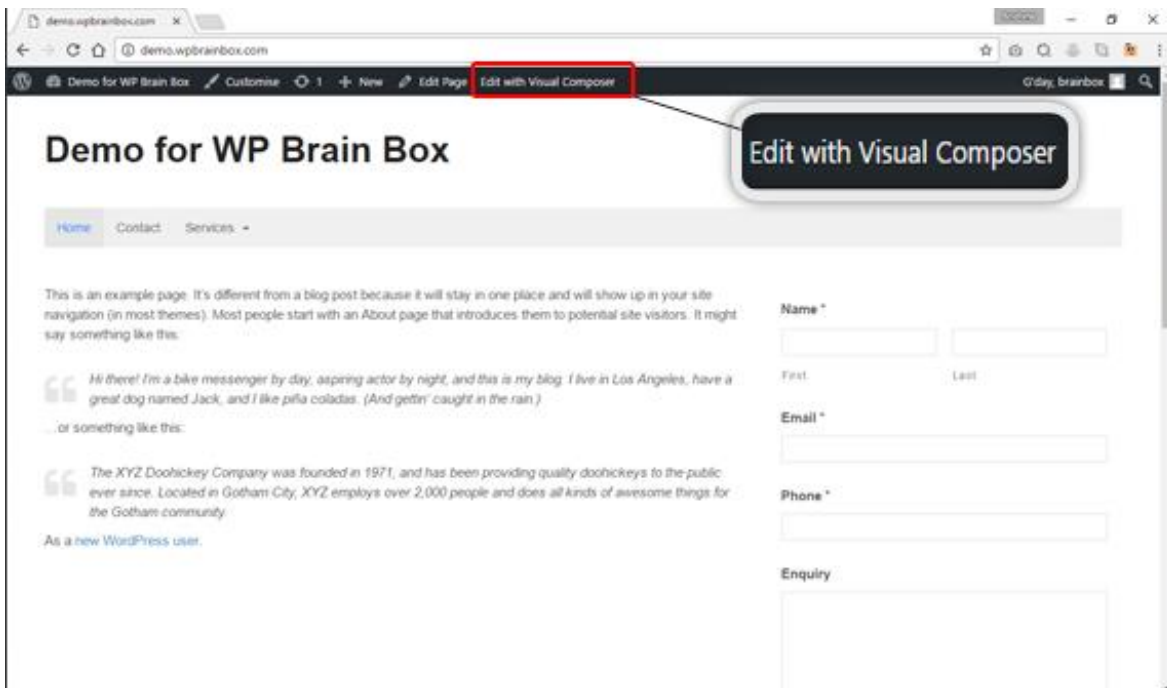 demo.wpbrainbox.com
demo.wpbrainbox.com
Demo for WP Brain Box Customise 1 New Edit Page Edit with Visual Composer G'day, brainbox
Demo for WP Brain Box
Edit with Visual Composer
Home Contact Services
This is an example page. It's different from a blog post because it will stay in one place and will show up in your site
navigation (in most themes). Most people start with an About page that introduces them to potential site visitors. It might
say something like this:
Hi there! I'm a bike messenger by day, aspiring actor by night, and this is my blog. I live in Los Angeles, have a
great dog named Jack, and I like piña coladas. (And gettin' caught in the rain.)
...or something like this:
The XYZ Doohickey Company was founded in 1971, and has been providing quality doohickeys to the public
ever since. Located in Gotham City, XYZ employs over 2,000 people and does all kinds of awesome things for
the Gotham community.
As a new WordPress user.
Name *
First Last
Email *
Phone *
Enquiry